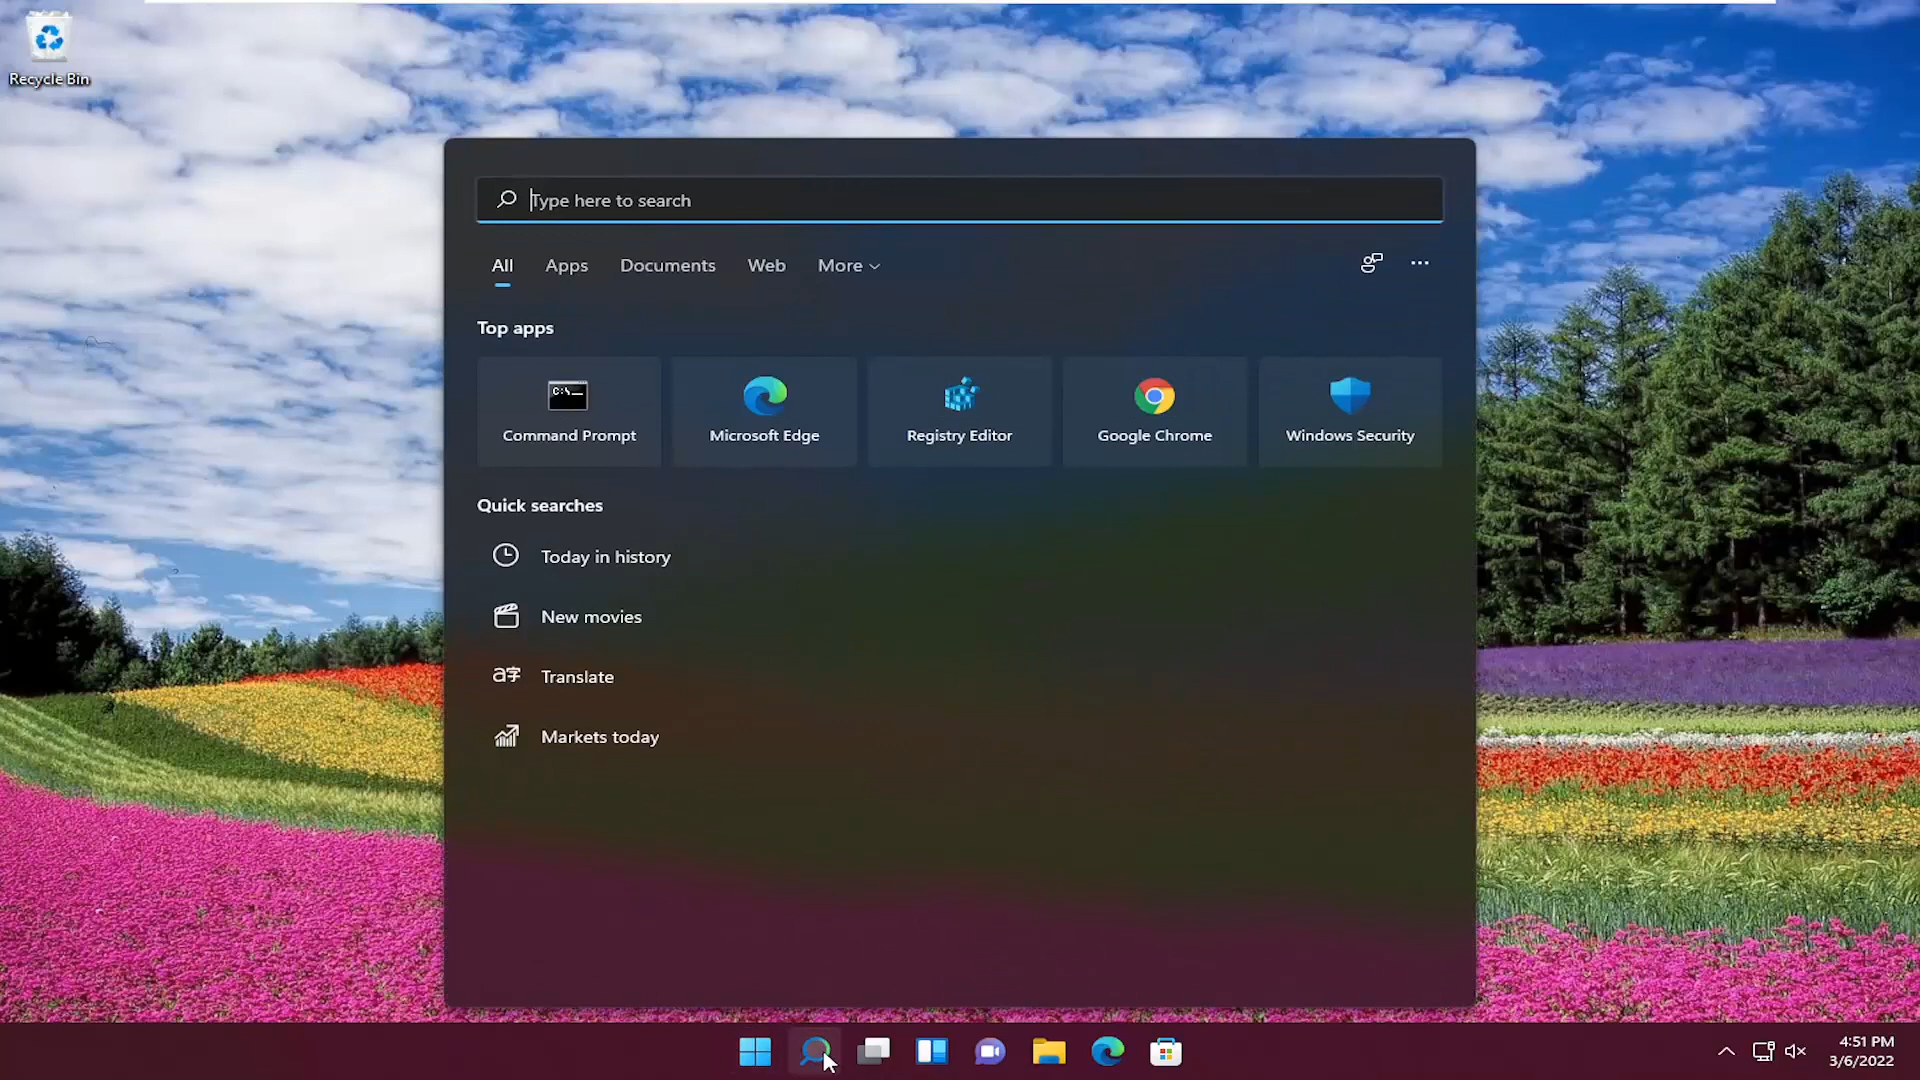 Recycle Bin
Type here to search
All Apps Documents Web More
Top apps
C:\
Command Prompt Microsoft Edge Registry Editor Google Chrome Windows Security
Quick searches
Today in history
New movies
a字 Translate
Markets today
4:51 PM
3/6/2022